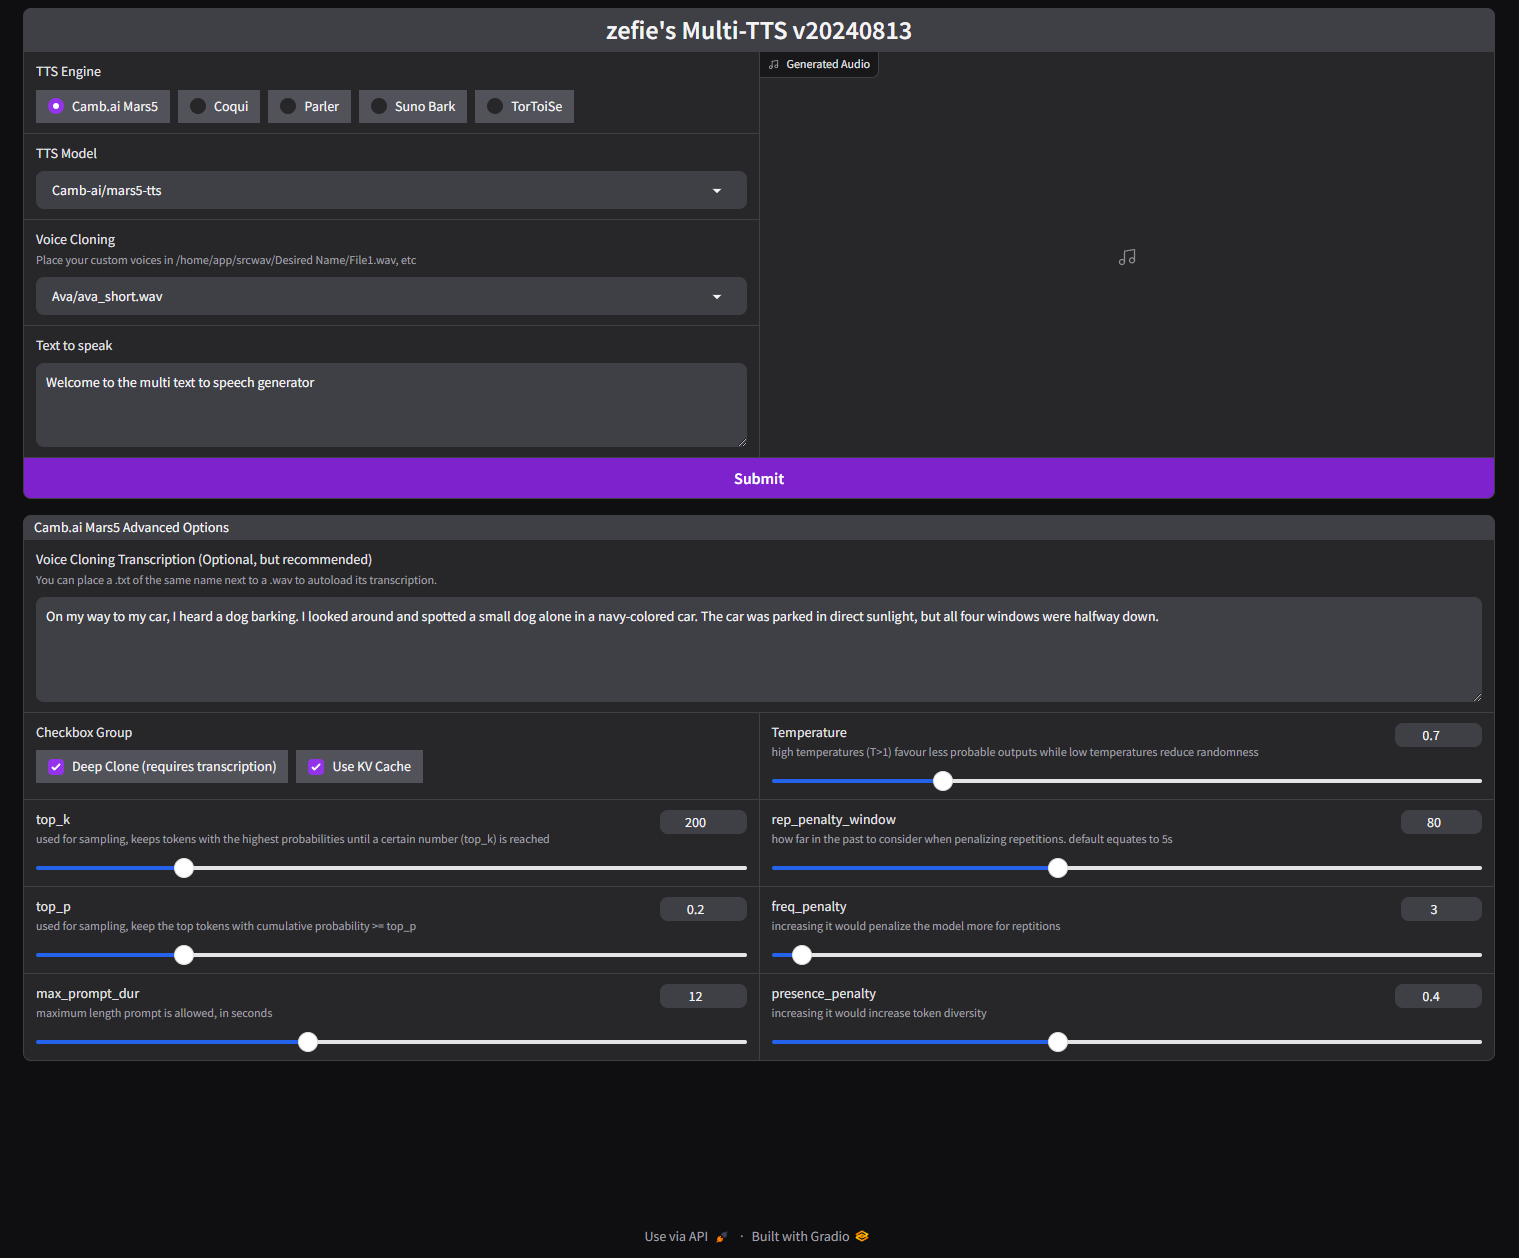 zefie's Multi-TTS v20240813
TTS Engine
Camb.ai Mars5
Coqui
Parler
Suno Bark
TorToiSe
Generated Audio
TTS Model
Camb-ai/mars5-tts
Voice Cloning
Place your custom voices in /home/app/srcwav/Desired Name/File1.wav, etc
Ava/ava_short.wav
Text to speak
Welcome to the multi text to speech generator
Submit
Camb.ai Mars5 Advanced Options
Voice Cloning Transcription (Optional, but recommended)
You can place a .txt of the same name next to a .wav to autoload its transcription.
On my way to my car, I heard a dog barking. I looked around and spotted a small dog alone in a navy-colored car. The car was parked in direct sunlight, but all four windows were halfway down.
Checkbox Group
Deep Clone (requires transcription)
Use KV Cache
Temperature
0.7
high temperatures (T>1) favour less probable outputs while low temperatures reduce randomness
top_k
200
used for sampling, keeps tokens with the highest probabilities until a certain number (top_k) is reached
rep_penalty_window
80
how far in the past to consider when penalizing repetitions. default equates to 5s
top_p
0.2
used for sampling, keep the top tokens with cumulative probability >= top_p
freq_penalty
3
increasing it would penalize the model more for reptitions
max_prompt_dur
12
maximum length prompt is allowed, in seconds
presence_penalty
0.4
increasing it would increase token diversity
Use via API · Built with Gradio